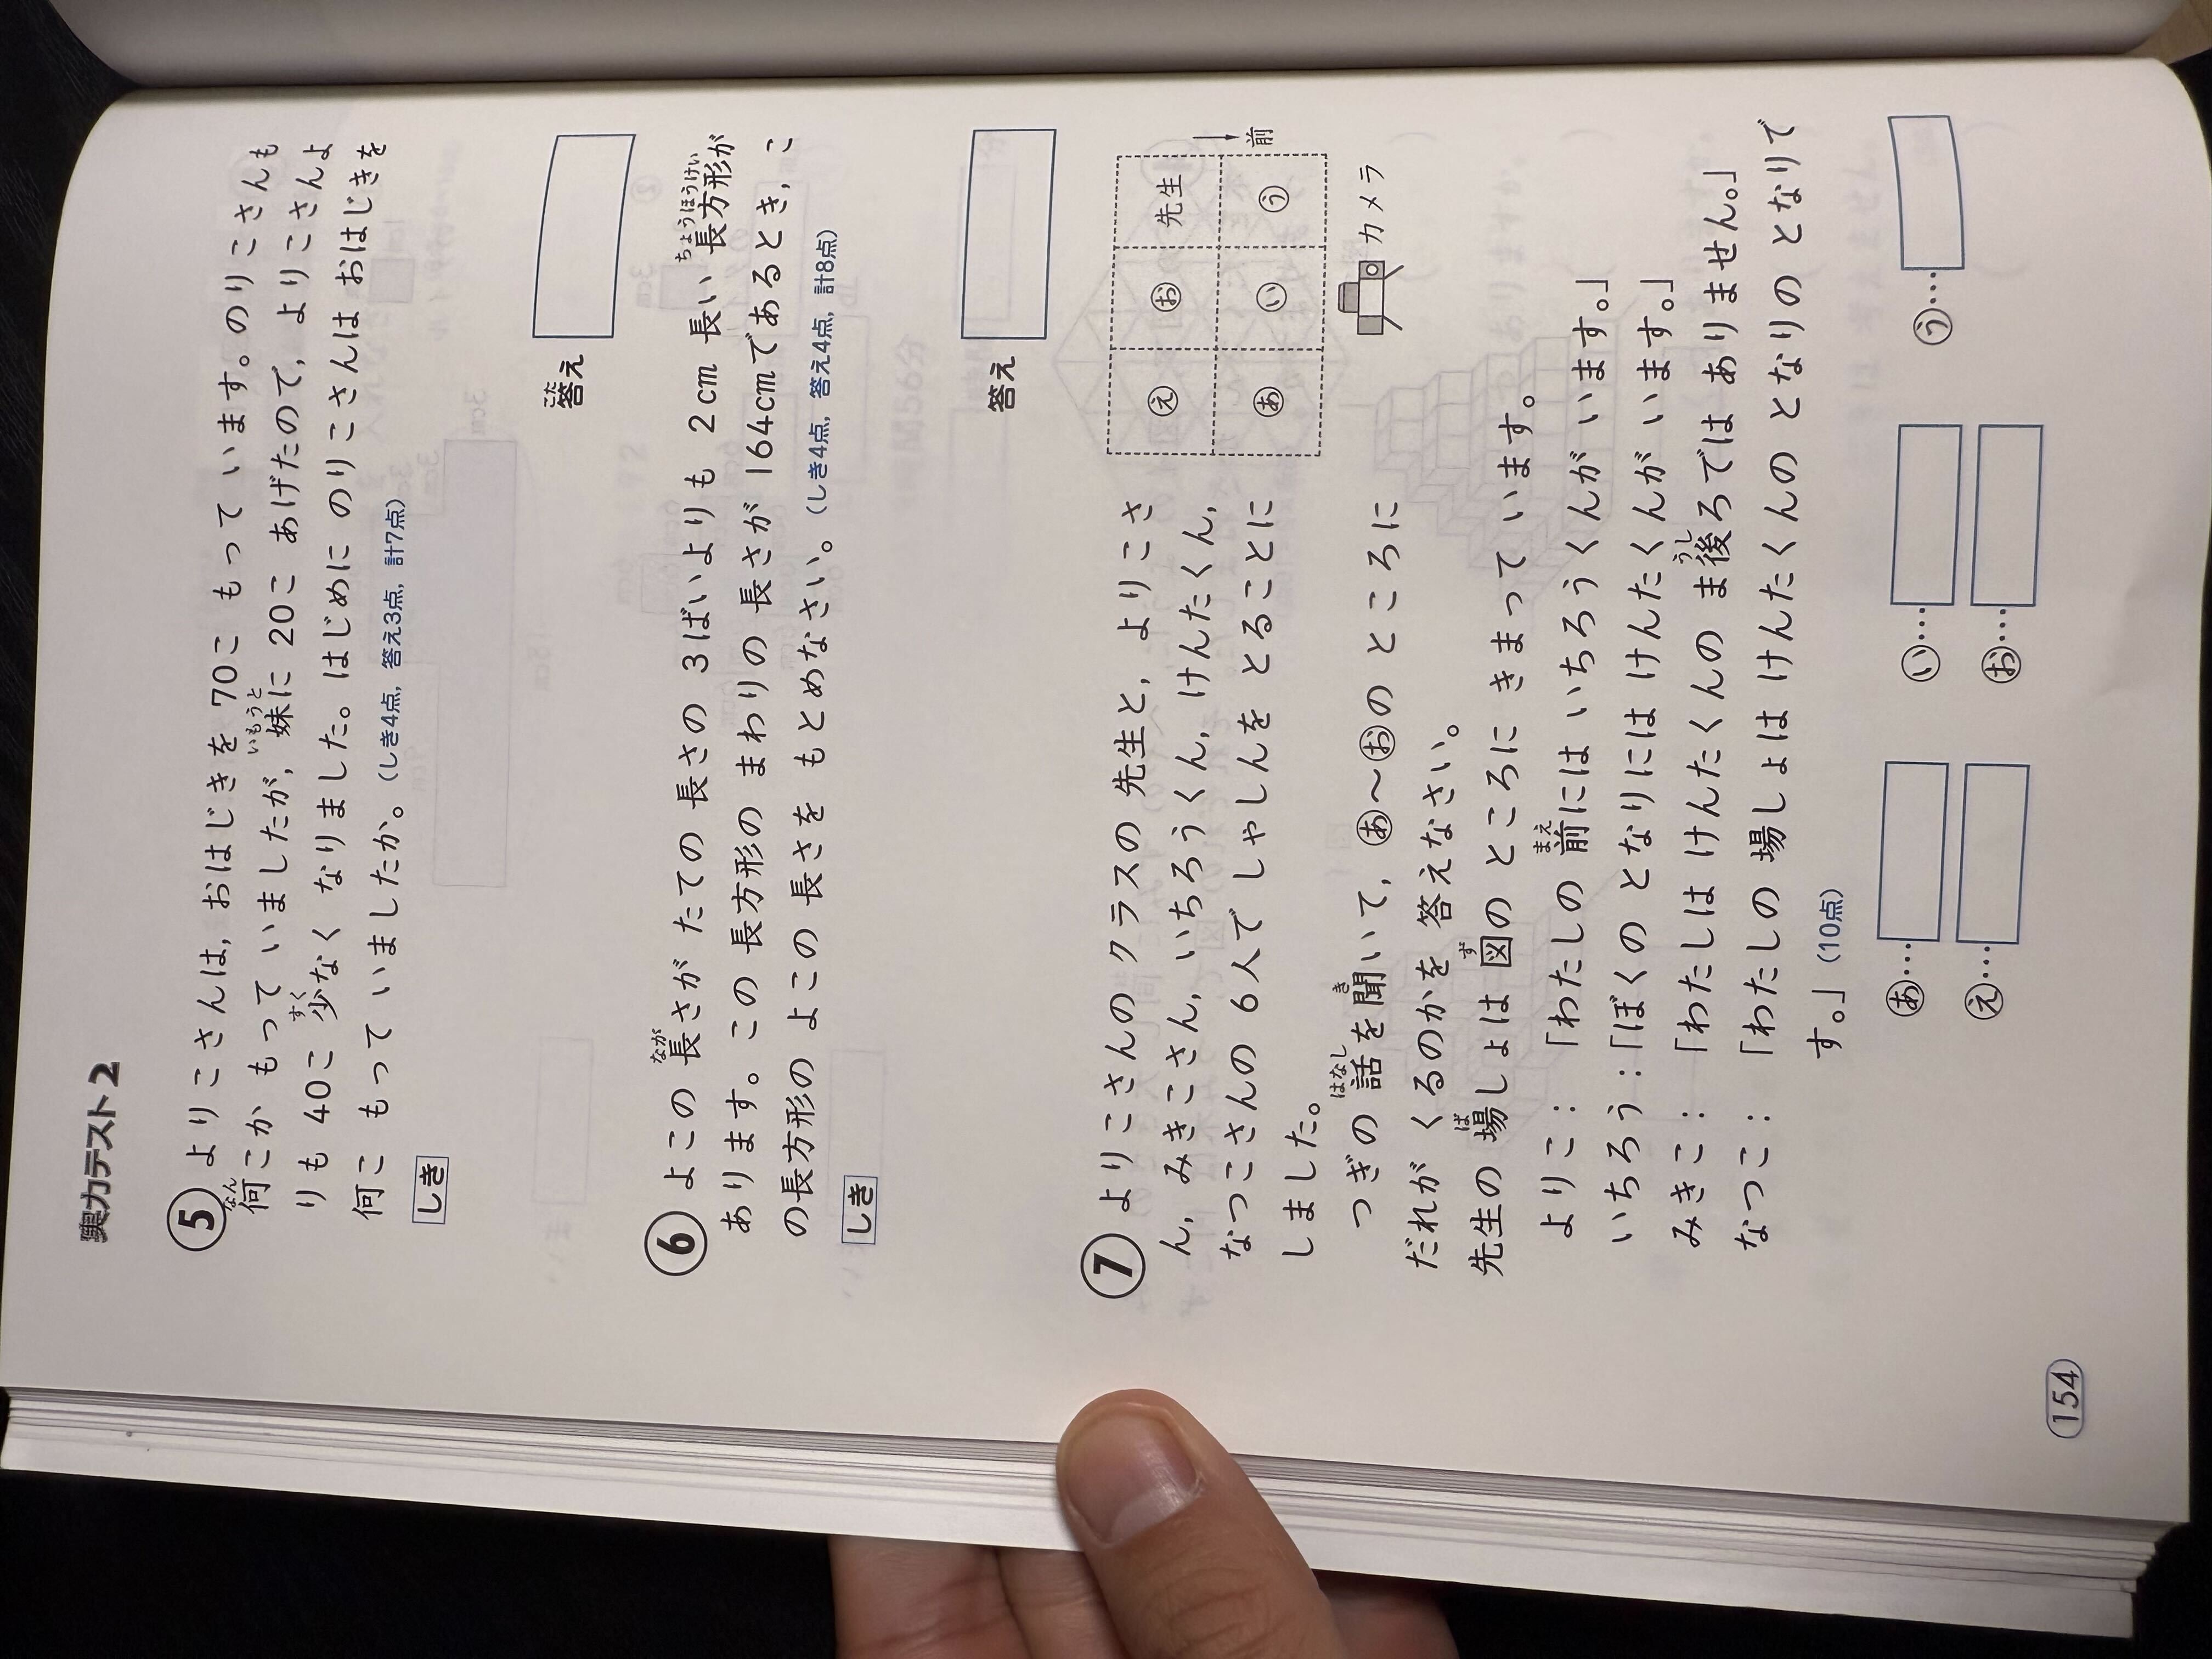 実力テスト2
⑤ よりこさんは，おはじきを 70こ もって います。のりこさんも
何こか もって いましたが，妹に 20こ あげたので，よりこさんよ
りも 40こ 少なく なりました。はじめに のりこさんは おはじきを
何こ もって いましたか。（しき4点，答え3点，計7点）
しき
答え
⑥ よこの 長さが たての 長さの 3ばいよりも 2cm 長い 長方形が
あります。この 長方形の まわりの 長さが 164cmであるとき，こ
の長方形の よこの 長さを もとめなさい。（しき4点，答え4点，計8点）
しき
答え
⑦ よりこさんの クラスの 先生と，よりこさ
ん，みきこさん，いちろうくん，けんたくん，
なつこさんの 6人で しゃしんを とることに
しました。
つぎの 話を聞いて，あ～おの ところに
だれが くるのかを 答えなさい。
先生の 場しょは 図の ところに きまって います。
え お 先生
あ い う
前
カメラ
よりこ：「わたしの 前には いちろうくんが います。」
いちろう：「ぼくの となりには けんたくんが います。」
みきこ：「わたしは けんたくんの ま後ろでは ありません。」
なつこ：「わたしの 場しょは けんたくんの となりの となりで
す。」（10点）
あ… い… う…
え… お…
154